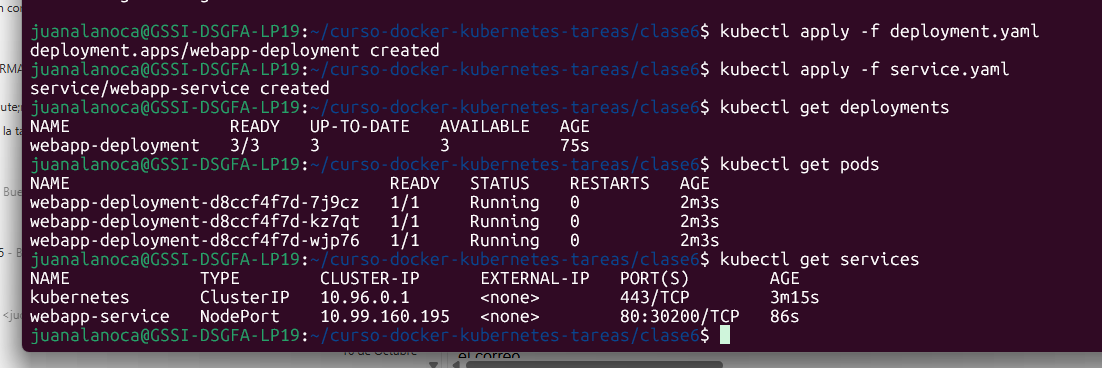 juanalanoca@GSSI-DSGFA-LP19:~/curso-docker-kubernetes-tareas/clase6$ kubectl apply -f deployment.yaml
deployment.apps/webapp-deployment created
juanalanoca@GSSI-DSGFA-LP19:~/curso-docker-kubernetes-tareas/clase6$ kubectl apply -f service.yaml
service/webapp-service created
juanalanoca@GSSI-DSGFA-LP19:~/curso-docker-kubernetes-tareas/clase6$ kubectl get deployments
NAME READY UP-TO-DATE AVAILABLE AGE
webapp-deployment 3/3 3 3 75s
juanalanoca@GSSI-DSGFA-LP19:~/curso-docker-kubernetes-tareas/clase6$ kubectl get pods
NAME READY STATUS RESTARTS AGE
webapp-deployment-d8ccf4f7d-7j9cz 1/1 Running 0 2m3s
webapp-deployment-d8ccf4f7d-kz7qt 1/1 Running 0 2m3s
webapp-deployment-d8ccf4f7d-wjp76 1/1 Running 0 2m3s
juanalanoca@GSSI-DSGFA-LP19:~/curso-docker-kubernetes-tareas/clase6$ kubectl get services
NAME TYPE CLUSTER-IP EXTERNAL-IP PORT(S) AGE
kubernetes ClusterIP 10.96.0.1 <none> 443/TCP 3m15s
webapp-service NodePort 10.99.160.195 <none> 80:30200/TCP 86s
juanalanoca@GSSI-DSGFA-LP19:~/curso-docker-kubernetes-tareas/clase6$
el correo